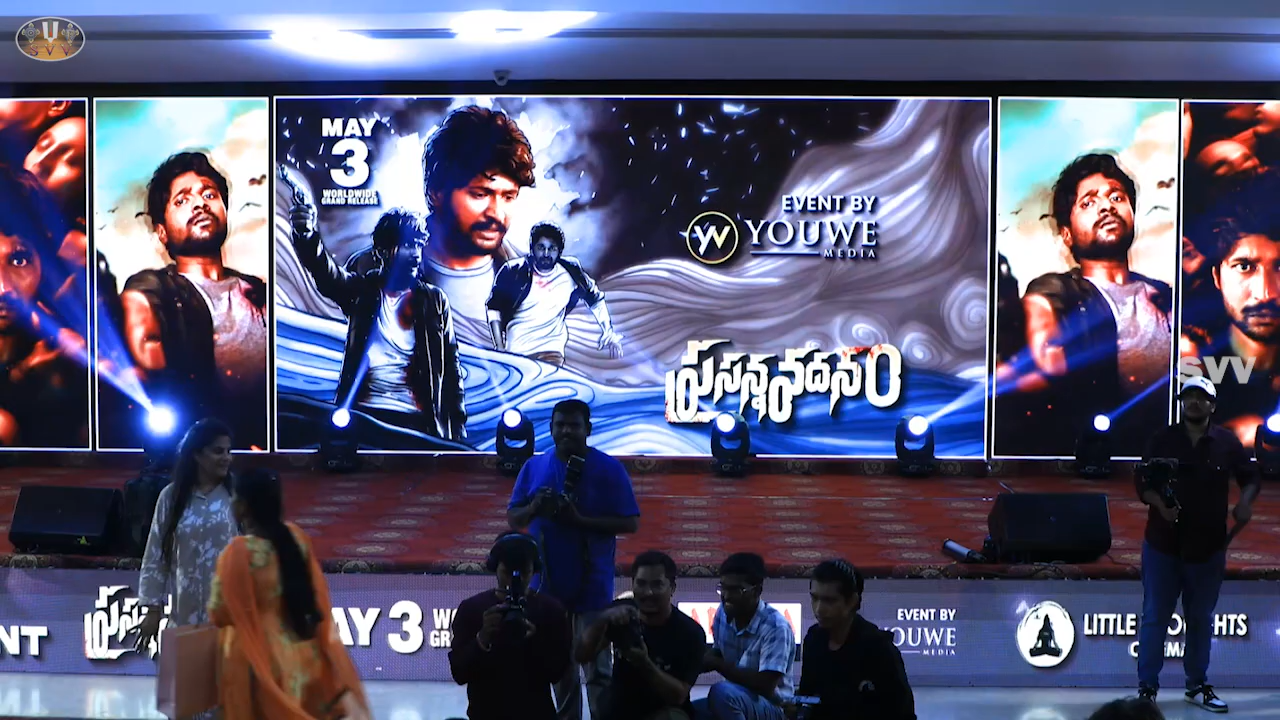 SVV
MAY
3
WORLDWIDE
GRAND RELEASE
EVENT BY
YW YOUWE
MEDIA
ప్రసన్నవదనం
SVV
MAY 3
EVENT BY
YOUWE
MEDIA
LITTLE